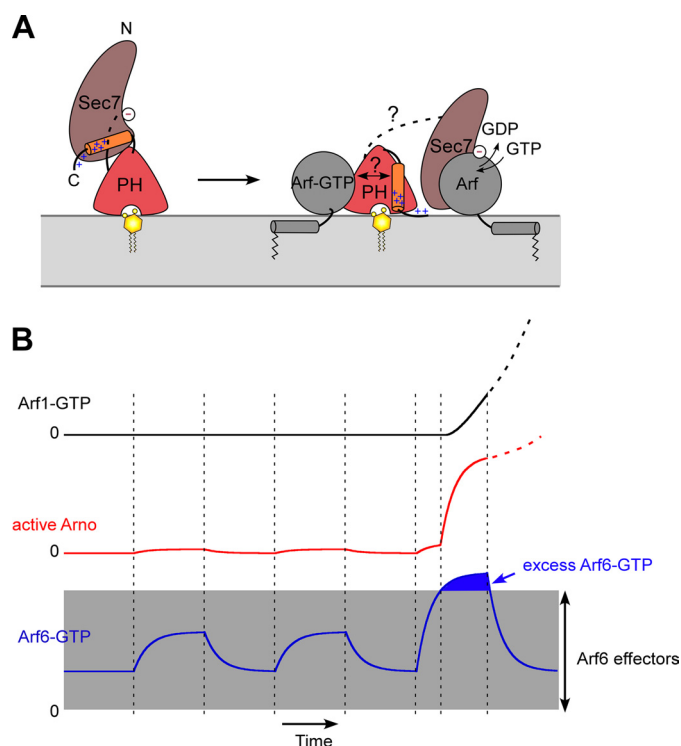 A
N
Sec7
-
+ + + + + +
C
PH
?
Sec7
GDP
GTP
-
Arf-GTP
?
PH
Arf
+ + + +
+ +
B
Arf1-GTP
0
active Arno
0
excess Arf6-GTP
Arf6-GTP
Arf6 effectors
0
Time